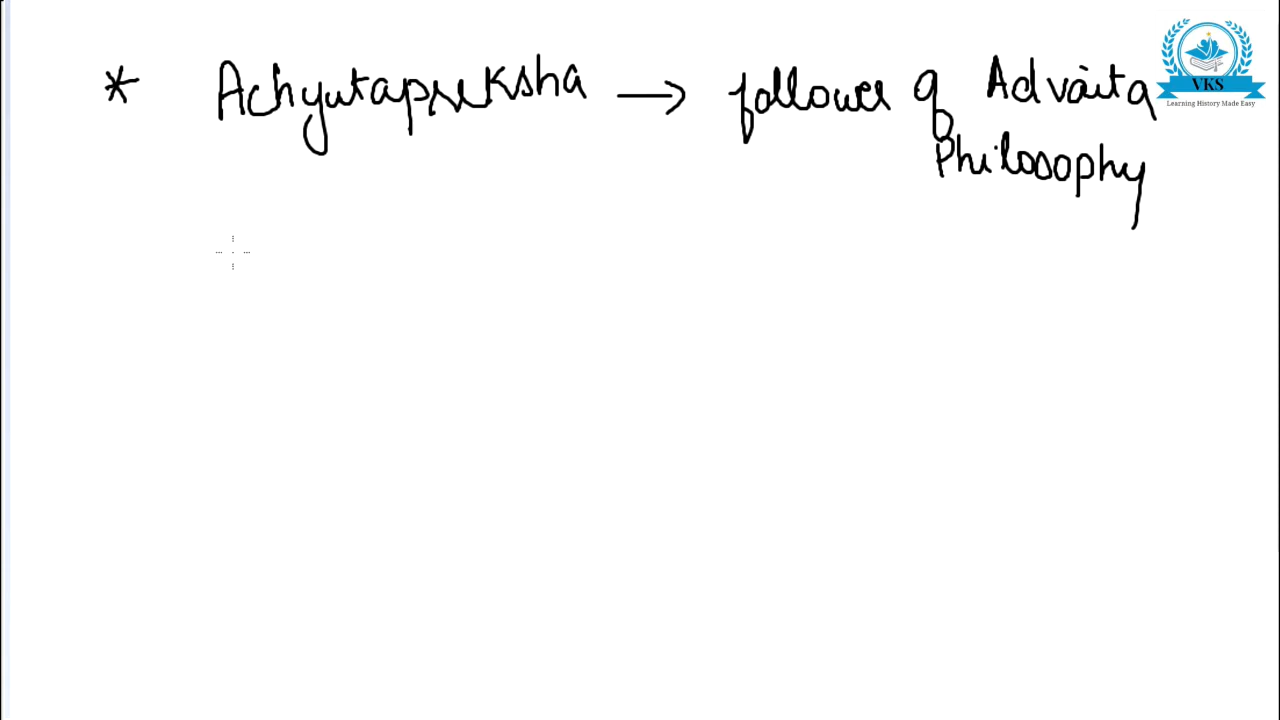 * Achyutapreksha → follower of Advaita
Philosophy
VKS
Learning History Made Easy